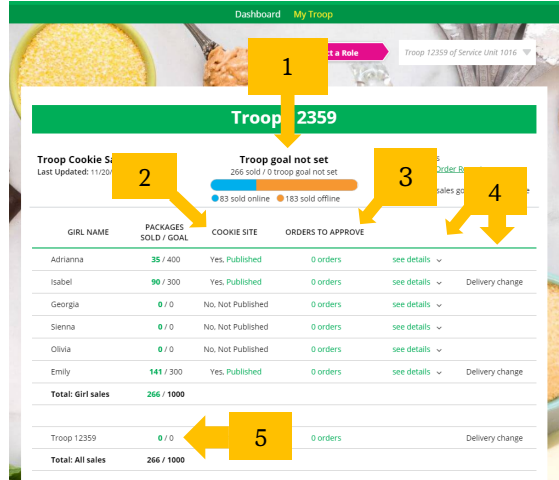 Dashboard My Troop
ct a Role
Troop 12359 of Service Unit 1016
1
Troop 2359
Troop Cookie Sa
Last Updated: 11/20/
Troop goal not set
266 sold / 0 troop goal not set
83 sold online 183 sold offline
s
Order R
sales go e
2
3
4
GIRL NAME PACKAGES SOLD / GOAL COOKIE SITE ORDERS TO APPROVE
Adrianna 35 / 400 Yes, Published 0 orders see details
Isabel 90 / 300 Yes, Published 0 orders see details Delivery change
Georgia 0 / 0 No, Not Published 0 orders see details
Sienna 0 / 0 No, Not Published 0 orders see details
Olivia 0 / 0 No, Not Published 0 orders see details
Emily 141 / 300 Yes, Published 0 orders see details Delivery change
Total: Girl sales 266 / 1000
Troop 12359 0 / 0 0 orders Delivery change
5
Total: All sales 266 / 1000